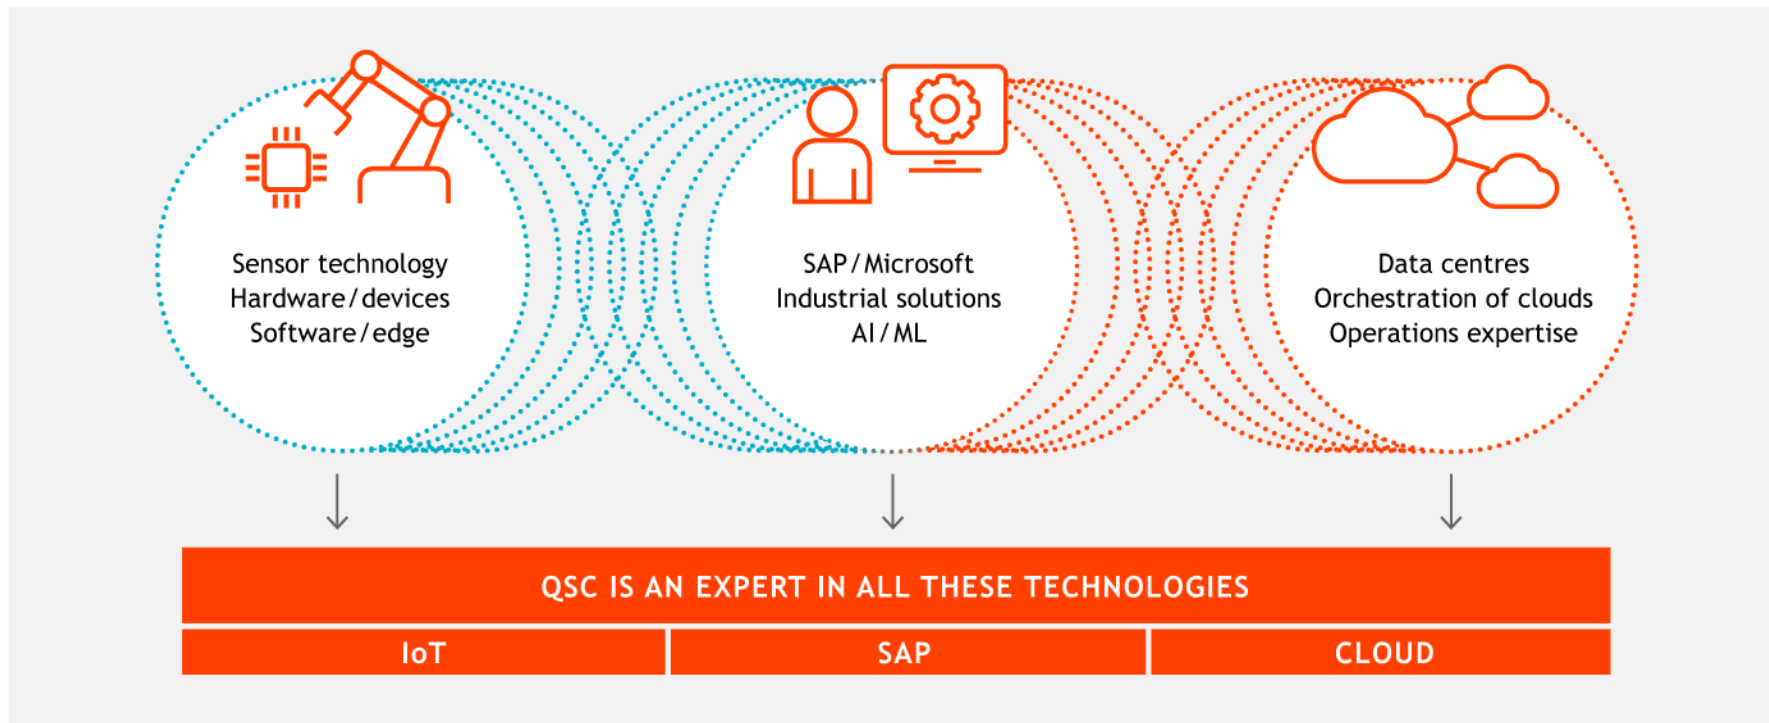 Sensor technology
Hardware/devices
Software/edge
SAP/Microsoft
Industrial solutions
AI/ML
Data centres
Orchestration of clouds
Operations expertise
QSC IS AN EXPERT IN ALL THESE TECHNOLOGIES
IoT
SAP
CLOUD